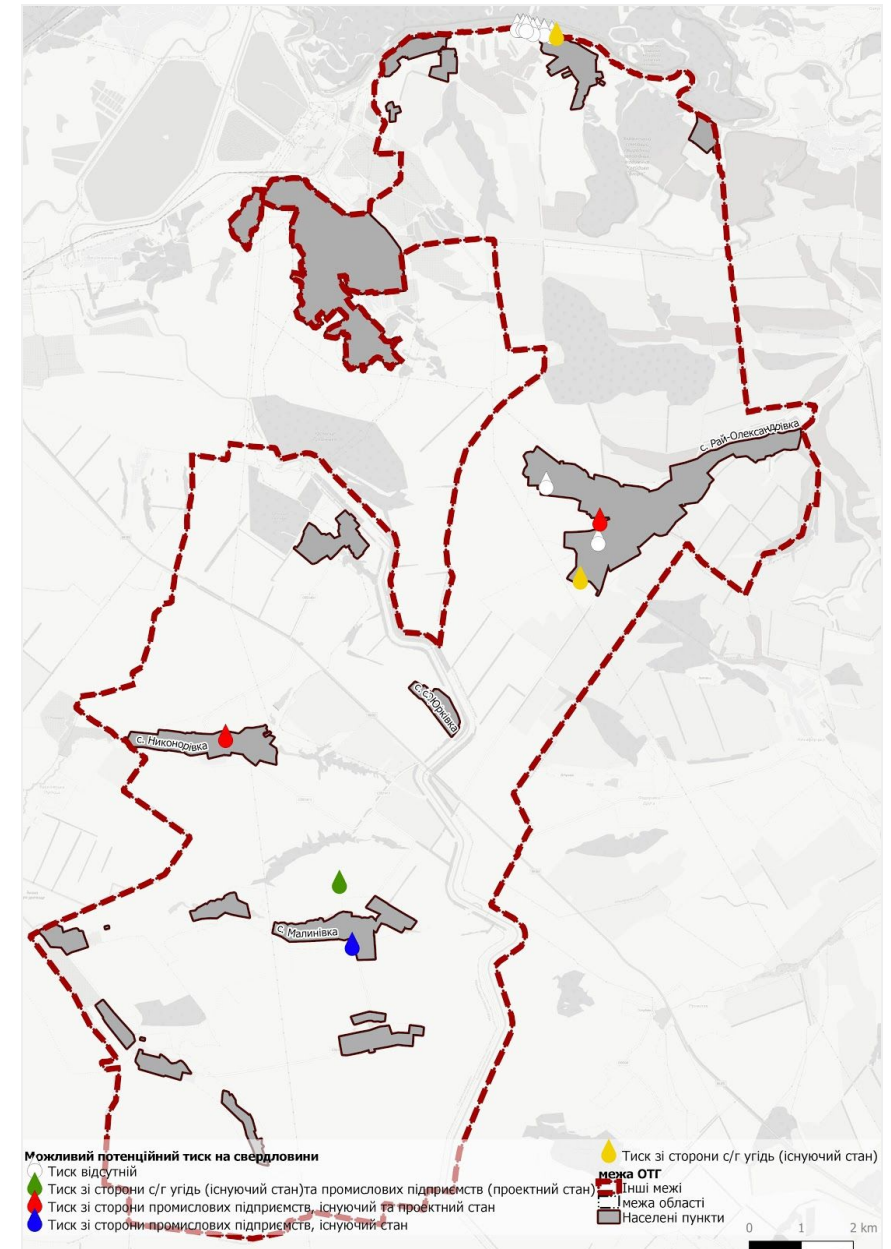 с. Рай-Олександрівка
с. Юрківка
с. Никонорівка
с. Малинівка
Можливий потенційний тиск на свердловини
Тиск відсутній
Тиск зі сторони с/г угідь (існуючий стан)та промислових підприємств (проектний стан)
Тиск зі сторони промислових підприємств, існуючий та проектний стан
Тиск зі сторони промислових підприємств, існуючий стан
Тиск зі сторони с/г угідь (існуючий стан)
межа ОТГ
Інші межі
межа області
Населені пункти
0 1 2 km